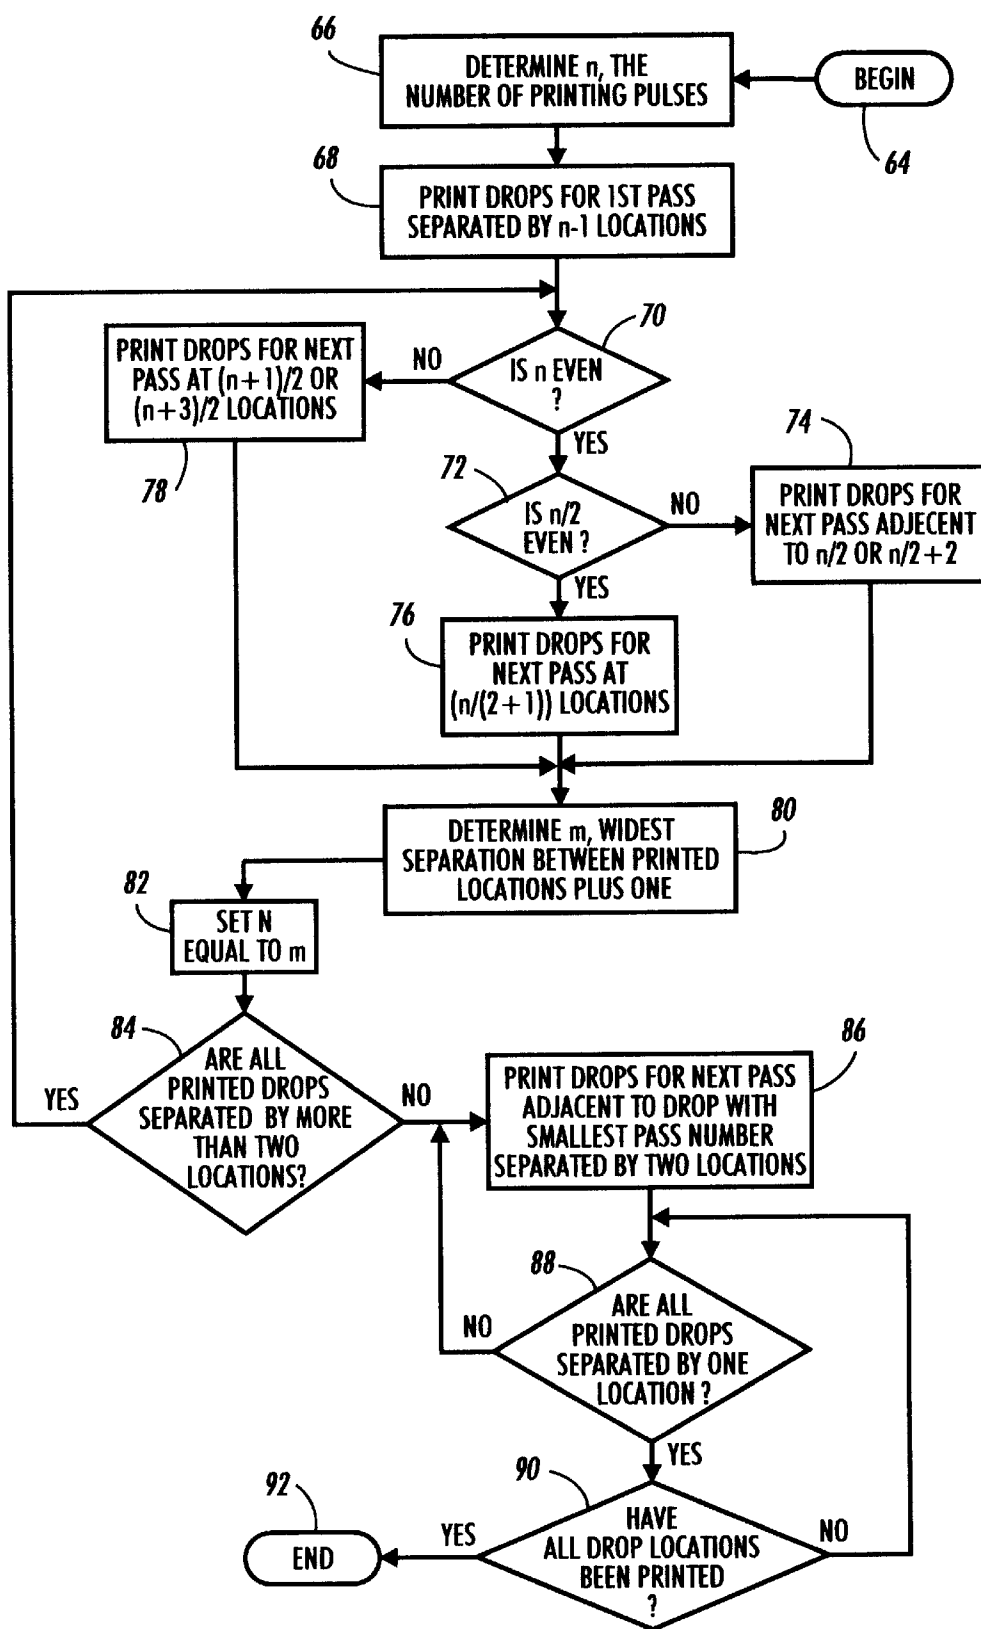 66
DETERMINE n, THE
NUMBER OF PRINTING PULSES
BEGIN
64
68
PRINT DROPS FOR 1ST PASS
SEPARATED BY n-1 LOCATIONS
70
IS n EVEN
?
NO
YES
PRINT DROPS FOR NEXT
PASS AT (n+1)/2 OR
(n+3)/2 LOCATIONS
78
72
IS n/2
EVEN ?
NO
YES
74
PRINT DROPS FOR
NEXT PASS ADJECENT
TO n/2 OR n/2+2
76
PRINT DROPS FOR
NEXT PASS AT
(n/(2+1)) LOCATIONS
80
DETERMINE m, WIDEST
SEPARATION BETWEEN PRINTED
LOCATIONS PLUS ONE
82
SET N
EQUAL TO m
84
ARE ALL
PRINTED DROPS
SEPARATED BY MORE
THAN TWO
LOCATIONS?
YES
NO
86
PRINT DROPS FOR NEXT PASS
ADJACENT TO DROP WITH
SMALLEST PASS NUMBER
SEPARATED BY TWO LOCATIONS
88
ARE ALL
PRINTED DROPS
SEPARATED BY ONE
LOCATION ?
NO
YES
90
HAVE
ALL DROP LOCATIONS
BEEN PRINTED
?
NO
YES
92
END